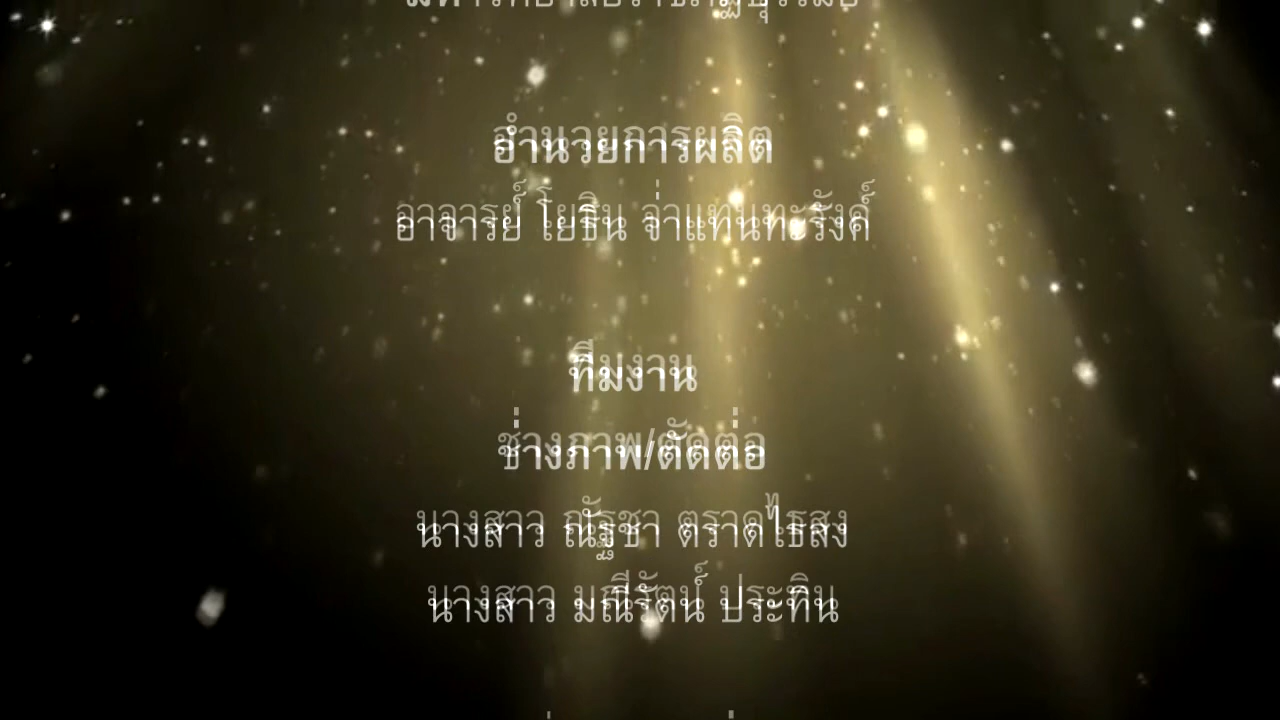 อำนวยการผลิต
อาจารย์ โยธิน จ่าแท่นทะรังค์
ทีมงาน
ช่างภาพ/ตัดต่อ
นางสาว ณัฐชา ตราดไธสง
นางสาว มณีรัตน์ ประทิน